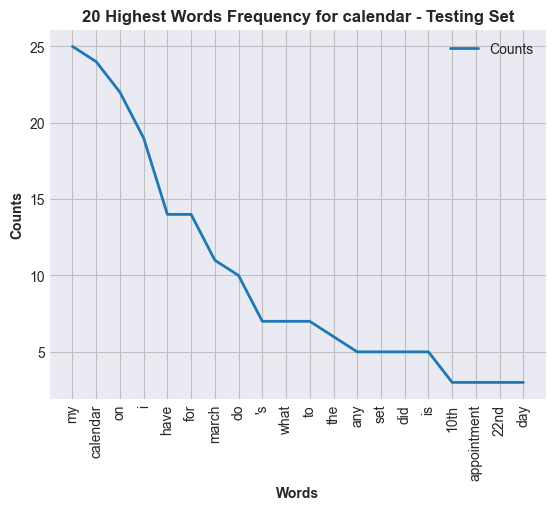 20 Highest Words Frequency for calendar - Testing Set
Counts
25
20
15
10
5
Counts
my
calendar
on
i
have
for
march
do
's
what
to
the
any
set
did
is
10th
appointment
22nd
day
Words